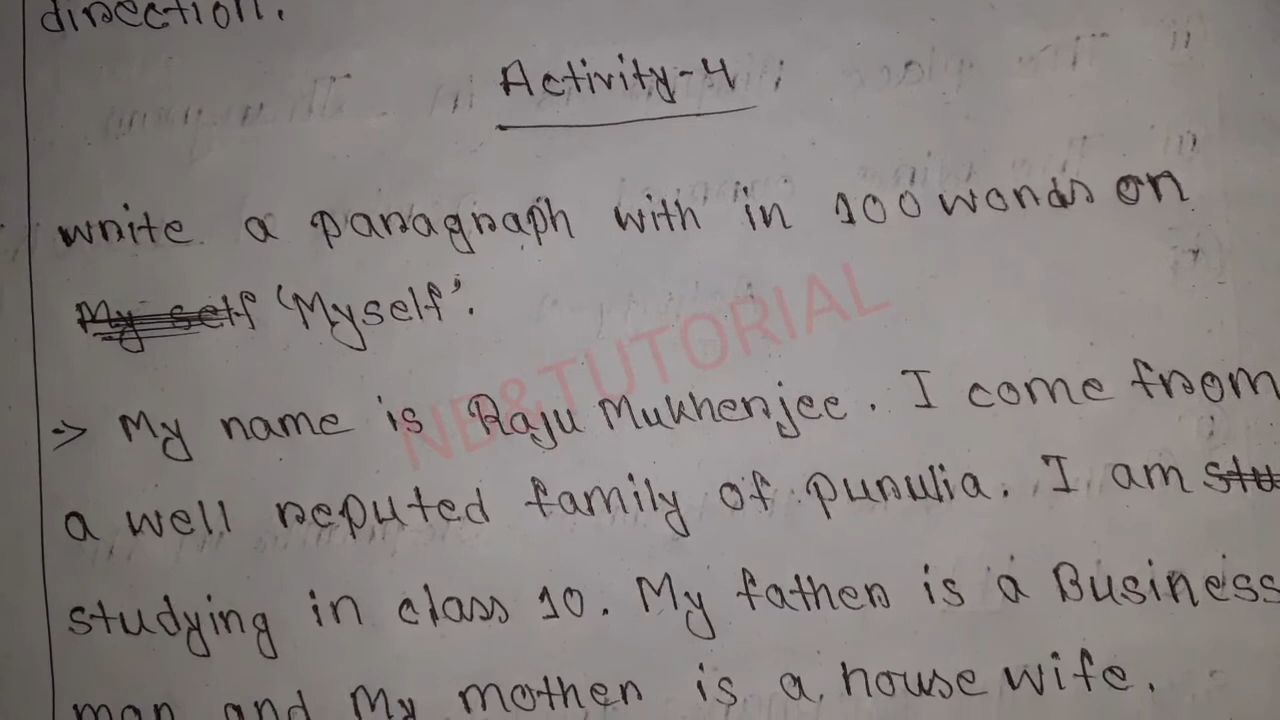 direction.
Activity-4
write a paragraph with in 100 words on
My self 'Myself'.
NB&TUTORIAL
=> My name is Raju Mukherjee. I come from
a well reputed family of purulia. I am stu
studying in class 10. My father is a Business
man and My mother is a house wife.